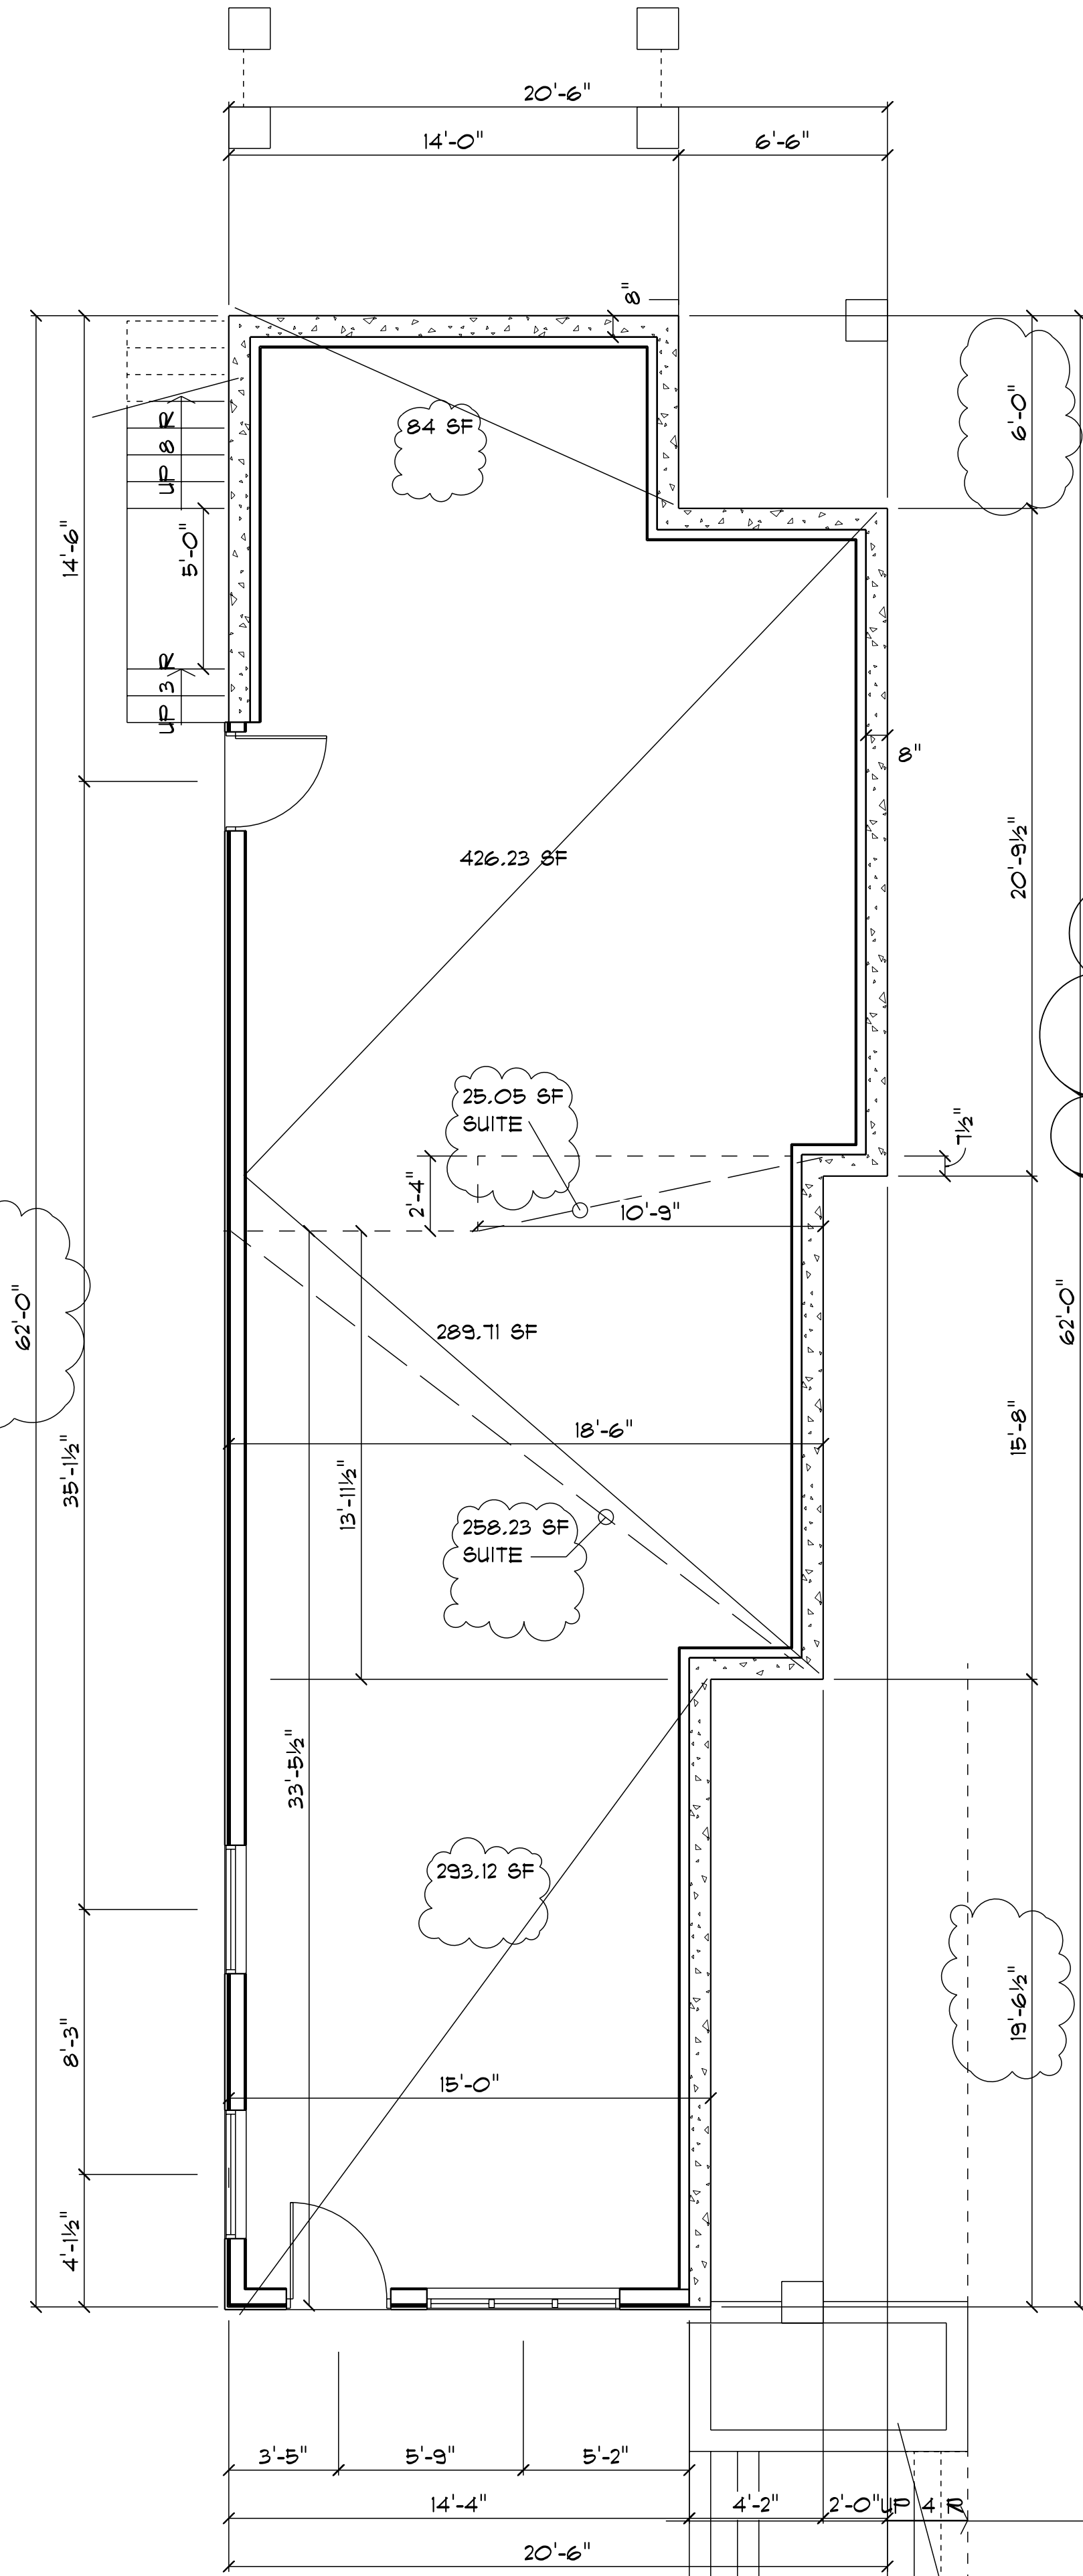 20'-6"
14'-0"
6'-6"
8"
84 SF
6'-0"
UP 8 R
14'-6"
5'-0"
UP 3 R
8"
426.23 SF
20'-9½"
25.05 SF
SUITE
7½"
2'-4"
10'-9"
62'-0"
289.71 SF
62'-0"
18'-6"
15'-8"
35'-1½"
13'-11½"
258.23 SF
SUITE
33'-5½"
293.12 SF
19'-6½"
8'-3"
15'-0"
4'-1½"
3'-5"
5'-9"
5'-2"
14'-4"
4'-2"
2'-0"
UP 4 R
20'-6"